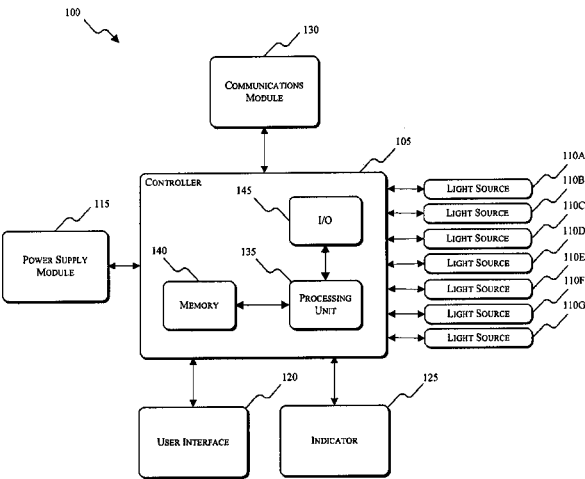 100
130
COMMUNICATIONS
MODULE
105
CONTROLLER
110A
LIGHT SOURCE
110B
LIGHT SOURCE
110C
LIGHT SOURCE
110D
LIGHT SOURCE
110E
LIGHT SOURCE
110F
LIGHT SOURCE
110G
LIGHT SOURCE
115
POWER SUPPLY
MODULE
145
I/O
140
MEMORY
135
PROCESSING
UNIT
120
USER INTERFACE
125
INDICATOR